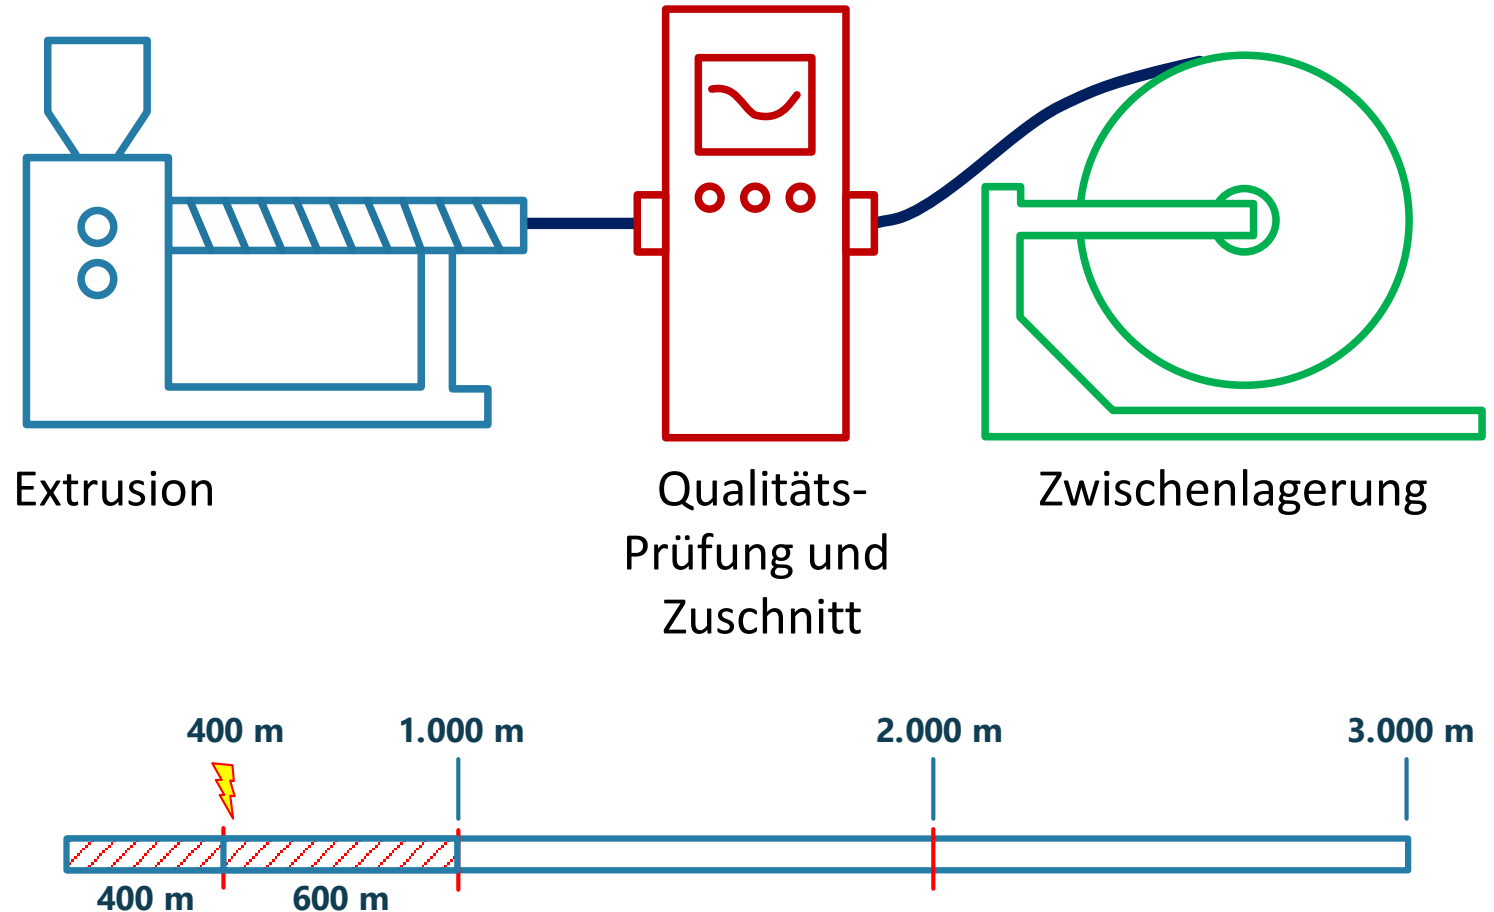 Extrusion
Qualitäts-
Prüfung und
Zuschnitt
Zwischenlagerung
400 m
1.000 m
2.000 m
3.000 m
400 m
600 m